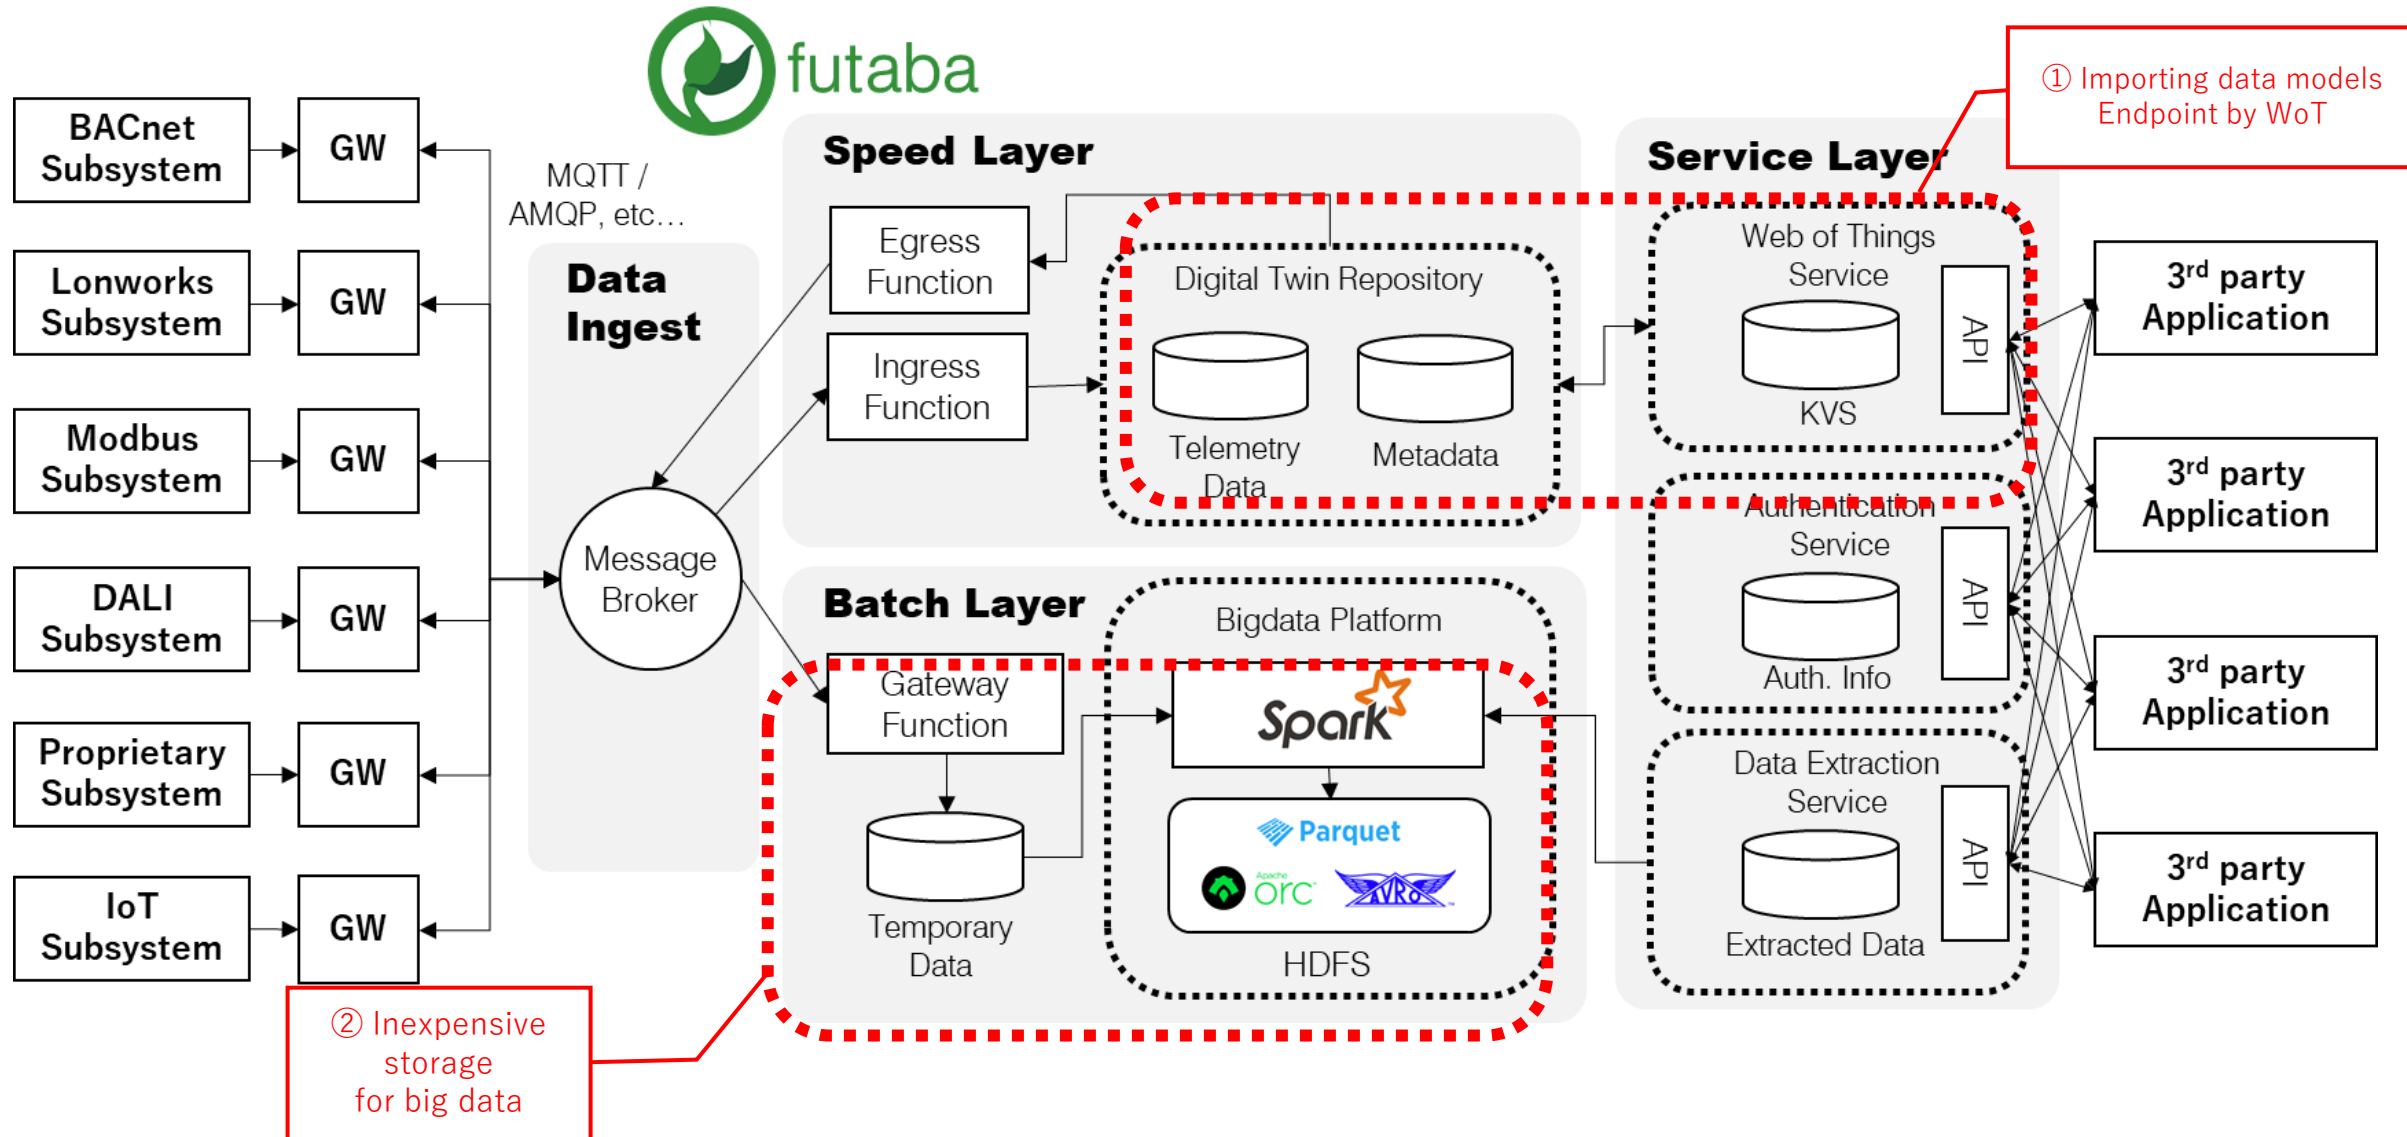 futaba
① Importing data models
Endpoint by WoT
BACnet
Subsystem
GW
Lonworks
Subsystem
GW
Modbus
Subsystem
GW
DALI
Subsystem
GW
Proprietary
Subsystem
GW
IoT
Subsystem
GW
MQTT /
AMQP, etc...
Data
Ingest
Message
Broker
Speed Layer
Egress
Function
Ingress
Function
Digital Twin Repository
Telemetry
Data
Metadata
Batch Layer
Gateway
Function
Temporary
Data
Bigdata Platform
Spark
Parquet
Apache
orc
AVRO
HDFS
Service Layer
Web of Things
Service
KVS
API
Authentication
Service
Auth. Info
API
Data Extraction
Service
Extracted Data
API
3rd party
Application
3rd party
Application
3rd party
Application
3rd party
Application
② Inexpensive
storage
for big data